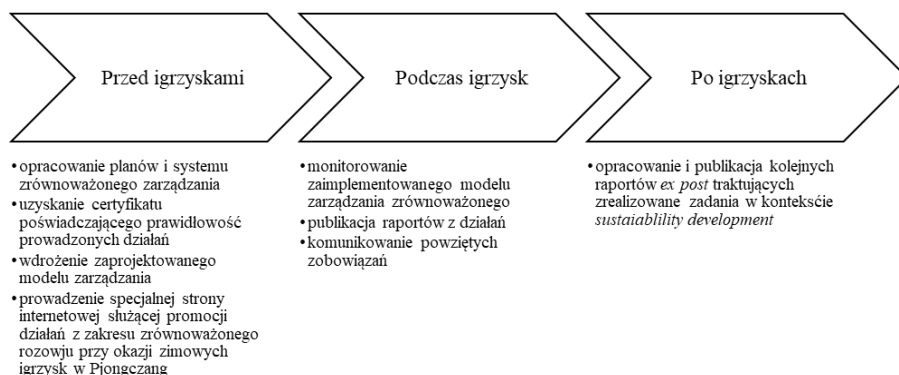 Przed igrzyskami
Podczas igrzysk
Po igrzyskach
•opracowanie planów i systemu
zrównoważonego zarządzania
•uzyskanie certyfikatu
poświadczającego prawidłowość
prowadzonych działań
•wdrożenie zaprojektowanego
modelu zarządzania
•prowadzenie specjalnej strony
internetowej służącej promocji
działań z zakresu zrównoważonego
rozowju przy okazji zimowych
igrzysk w Pjongczang
•monitorowanie
zaimplementowanego modelu
zarządzania zrównoważonego
•publikacja raportów z działań
•komunikowanie powziętych
zobowiązań
•opracowanie i publikacja kolejnych
raportów ex post traktujących
zrealizowane zadania w kontekście
sustaiablility development